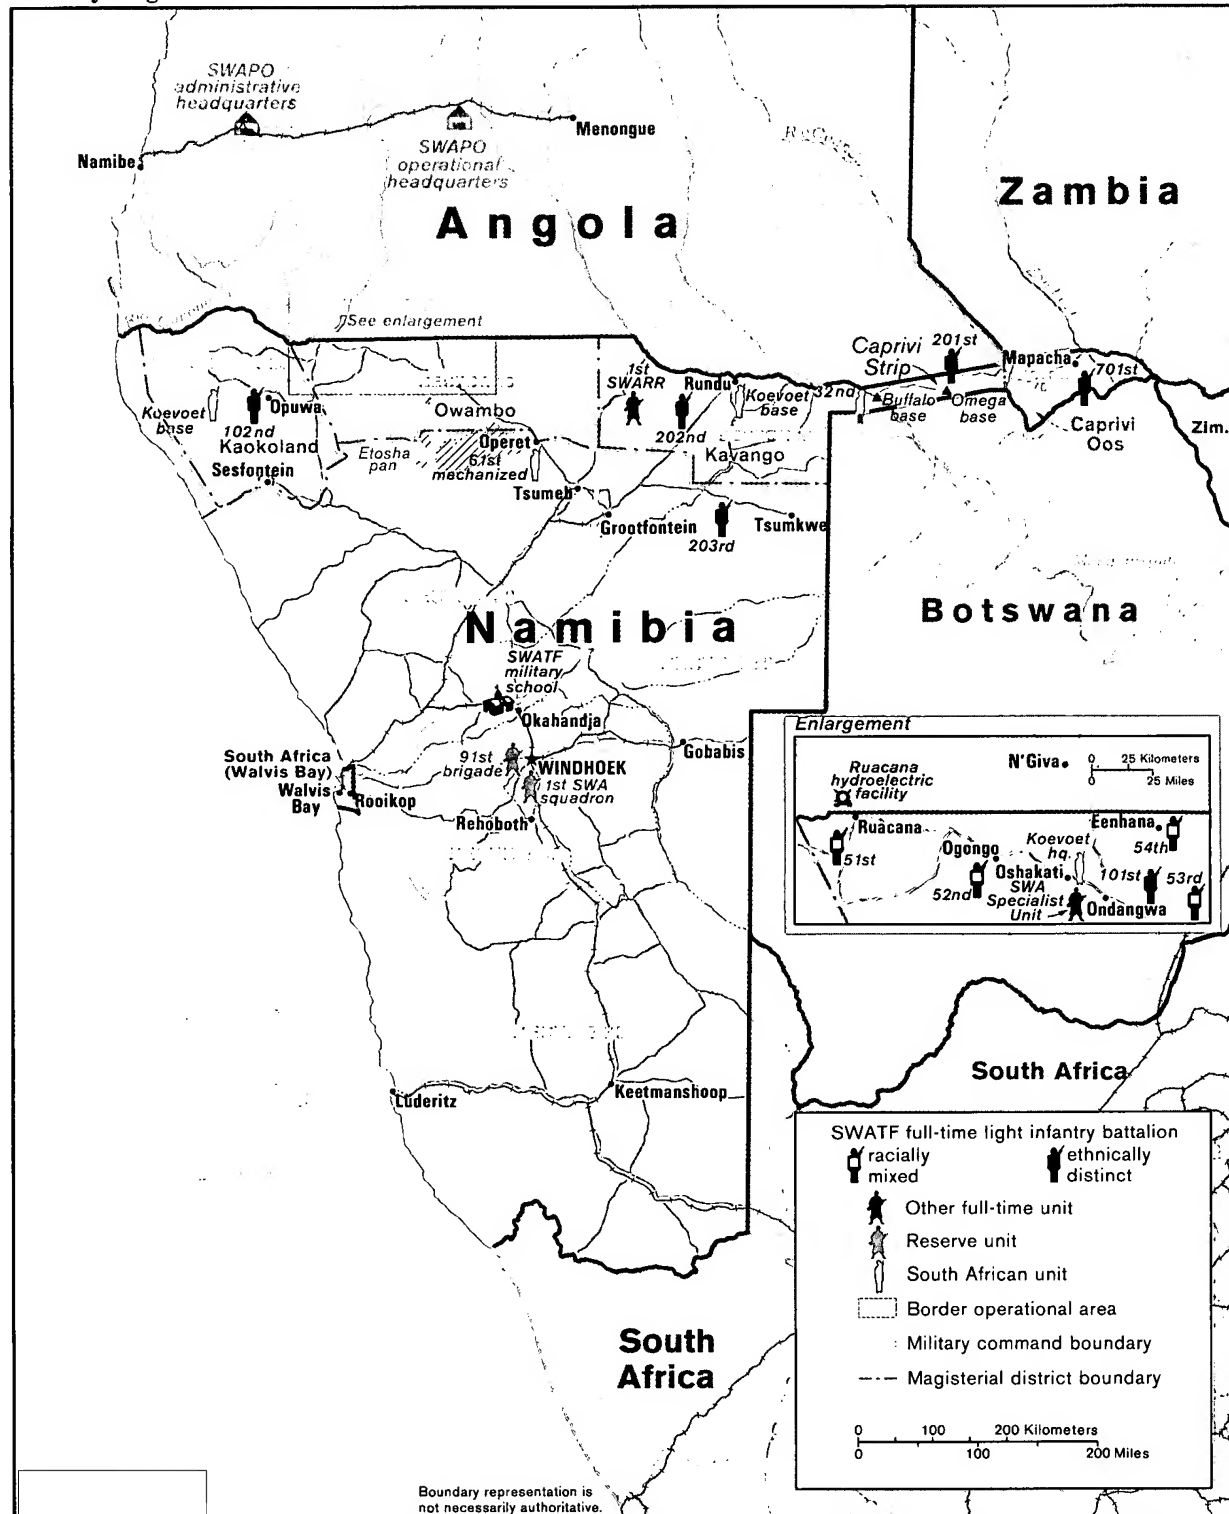 SWAPO
administrative
headquarters
Namibe
Menongue
SWAPO
operational
headquarters
Angola
Zambia
See enlargement
Caprivi
Strip
201st
Mapacha
701st
1st
SWARR
Rundu
Koevoet
base
32nd
Buffalo
base
Omega
base
Caprivi
Oos
Zim.
Koevoet
base
Opuwa
102nd
Kaokoland
Sesfontein
Owambo
Etosha
pan
Operet
61st
mechanized
202nd
Kavango
Tsumeb
Grootfontein
203rd
Tsumkwe
Botswana
Namibia
SWATF
military
school
Okahandja
Gobabis
South Africa
(Walvis Bay)
Walvis
Bay
Rooikop
91st
brigade
WINDHOEK
1st SWA
squadron
Rehoboth
Enlargement
Ruacana
hydroelectric
facility
N'Giva
0 25 Kilometers
0 25 Miles
Ruacana
51st
Ogongo
52nd
Oshakati
Koevoet
hq.
SWA
Specialist
Unit
Ondangwa
101st
Eenhana
54th
53rd
Luderitz
Keetmanshoop
South Africa
South
Africa
SWATF full-time light infantry battalion
racially
mixed
ethnically
distinct
Other full-time unit
Reserve unit
South African unit
Border operational area
Military command boundary
Magisterial district boundary
0 100 200 Kilometers
0 100 200 Miles
Boundary representation is
not necessarily authoritative.